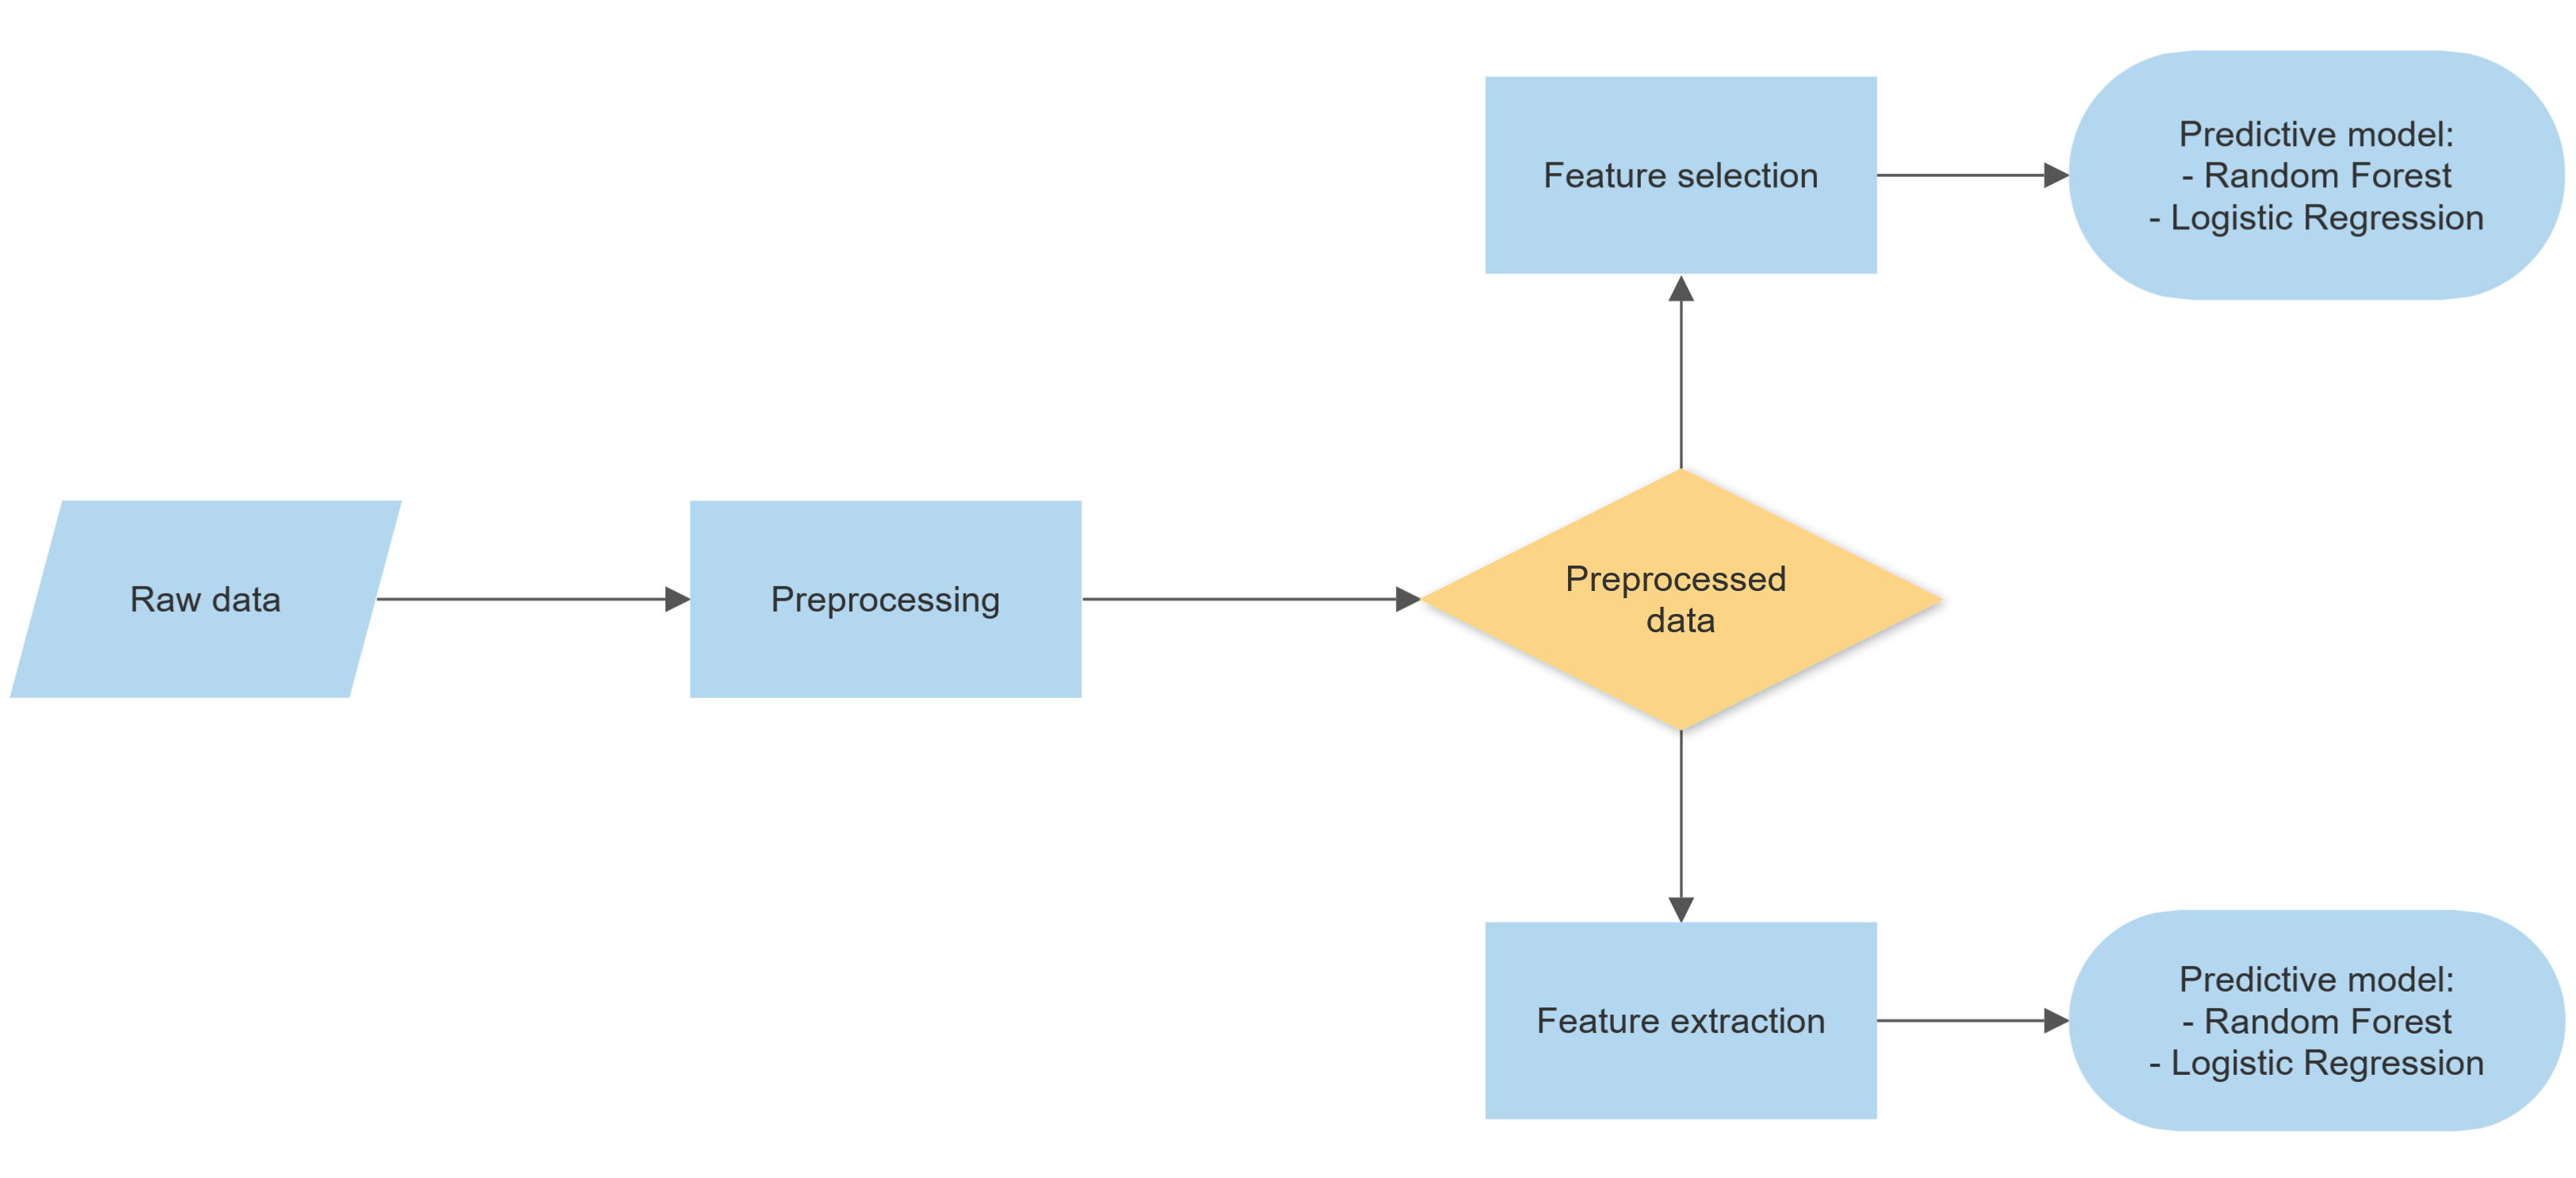 Raw data
Preprocessing
Preprocessed
data
Feature selection
Predictive model:
- Random Forest
- Logistic Regression
Feature extraction
Predictive model:
- Random Forest
- Logistic Regression